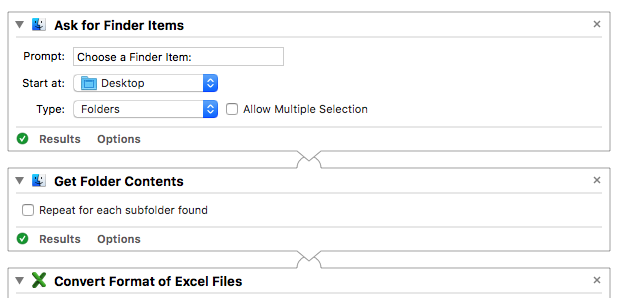 Ask for Finder Items
Prompt: Choose a Finder Item:
Start at: Desktop
Type: Folders Allow Multiple Selection
Results Options
Get Folder Contents
Repeat for each subfolder found
Results Options
Convert Format of Excel Files